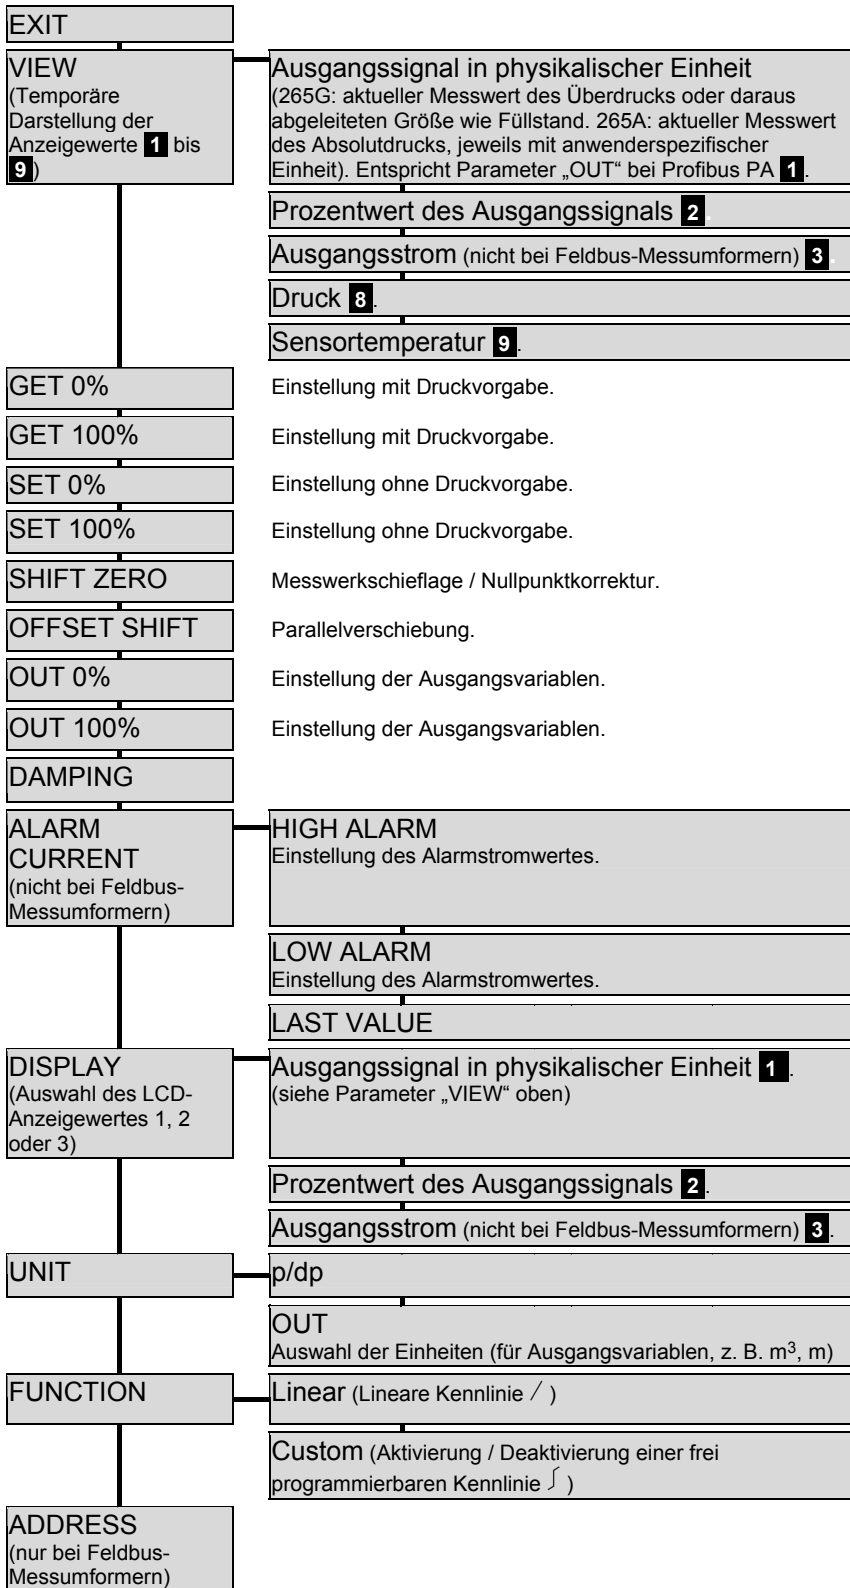 EXIT
VIEW
(Temporäre
Darstellung der
Anzeigewerte 1 bis
9)
Ausgangssignal in physikalischer Einheit
(265G: aktueller Messwert des Überdrucks oder daraus
abgeleiteten Größe wie Füllstand. 265A: aktueller Messwert
des Absolutdrucks, jeweils mit anwenderspezifischer
Einheit). Entspricht Parameter „OUT“ bei Profibus PA 1.
Prozentwert des Ausgangssignals 2.
Ausgangsstrom (nicht bei Feldbus-Messumformern) 3.
Druck 8.
Sensortemperatur 9.
GET 0%
Einstellung mit Druckvorgabe.
GET 100%
Einstellung mit Druckvorgabe.
SET 0%
Einstellung ohne Druckvorgabe.
SET 100%
Einstellung ohne Druckvorgabe.
SHIFT ZERO
Messwerkschieflage / Nullpunktkorrektur.
OFFSET SHIFT
Parallelverschiebung.
OUT 0%
Einstellung der Ausgangsvariablen.
OUT 100%
Einstellung der Ausgangsvariablen.
DAMPING
ALARM
CURRENT
(nicht bei Feldbus-
Messumformern)
HIGH ALARM
Einstellung des Alarmstromwertes.
LOW ALARM
Einstellung des Alarmstromwertes.
LAST VALUE
DISPLAY
(Auswahl des LCD-
Anzeigewertes 1, 2
oder 3)
Ausgangssignal in physikalischer Einheit 1.
(siehe Parameter „VIEW“ oben)
Prozentwert des Ausgangssignals 2.
Ausgangsstrom (nicht bei Feldbus-Messumformern) 3.
UNIT
p/dp
OUT
Auswahl der Einheiten (für Ausgangsvariablen, z. B. m³, m)
FUNCTION
Linear (Lineare Kennlinie / )
Custom (Aktivierung / Deaktivierung einer frei
programmierbaren Kennlinie ∫ )
ADDRESS
(nur bei Feldbus-
Messumformern)